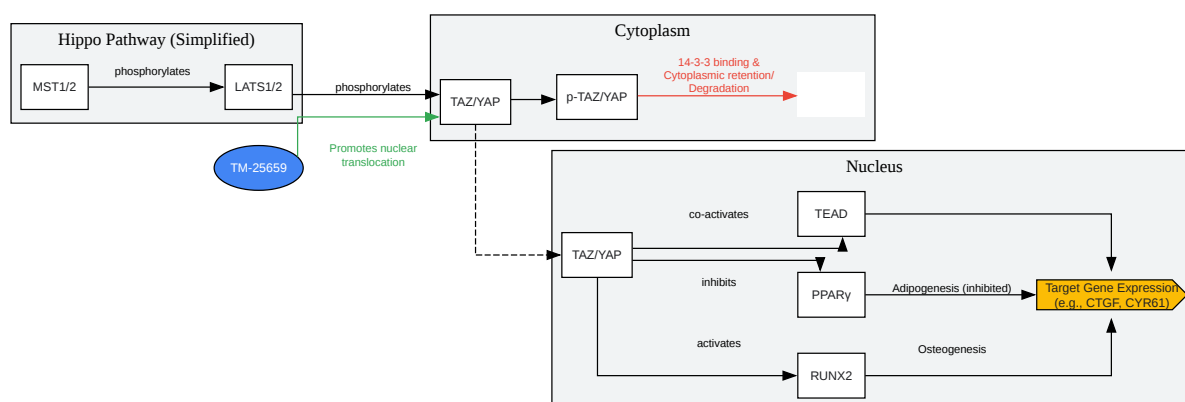 Hippo Pathway (Simplified)
MST1/2
phosphorylates
LATS1/2
phosphorylates
Cytoplasm
TAZ/YAP
p-TAZ/YAP
14-3-3 binding &
Cytoplasmic retention/
Degradation
TM-25659
Promotes nuclear
translocation
Nucleus
TAZ/YAP
co-activates
TEAD
inhibits
PPARγ
Adipogenesis (inhibited)
Target Gene Expression
(e.g., CTGF, CYR61)
activates
RUNX2
Osteogenesis